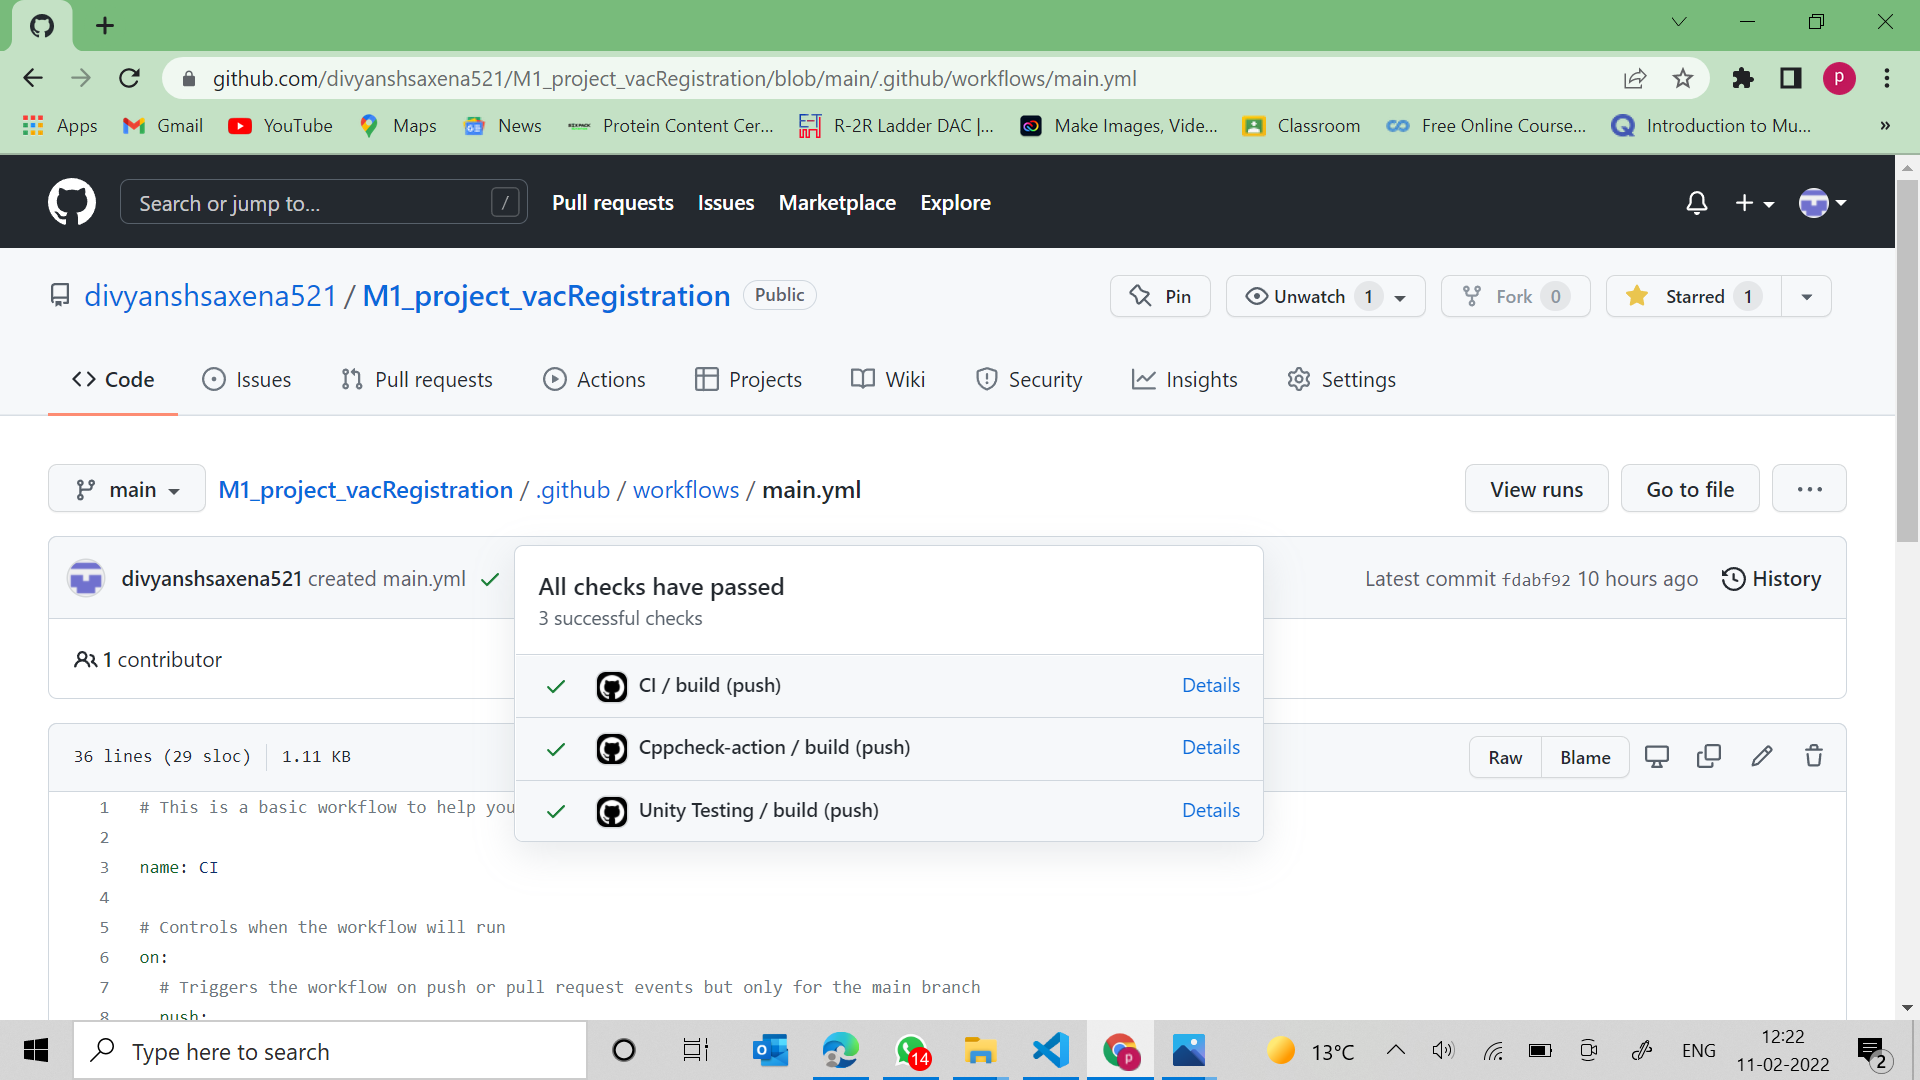 github.com/divyanshsaxena521/M1_project_vacRegistration/blob/main/.github/workflows/main.yml
P
Apps Gmail YouTube Maps News Protein Content Cer... R-2R Ladder DAC |... Make Images, Vide... Classroom Free Online Course... Introduction to Mu... »
Search or jump to... / Pull requests Issues Marketplace Explore
divyanshsaxena521 / M1_project_vacRegistration Public Pin Unwatch 1 Fork 0 Starred 1
Code Issues Pull requests Actions Projects Wiki Security Insights Settings
main M1_project_vacRegistration / .github / workflows / main.yml View runs Go to file ...
divyanshsaxena521 created main.yml Latest commit fdabf92 10 hours ago History
All checks have passed
3 successful checks
1 contributor
CI / build (push) Details
Cppcheck-action / build (push) Details
Unity Testing / build (push) Details
36 lines (29 sloc) 1.11 KB Raw Blame
1 # This is a basic workflow to help you
2
3 name: CI
4
5 # Controls when the workflow will run
6 on:
7 # Triggers the workflow on push or pull request events but only for the main branch
8 push:
Type here to search 14 P 13°C ENG 12:22
11-02-2022 2